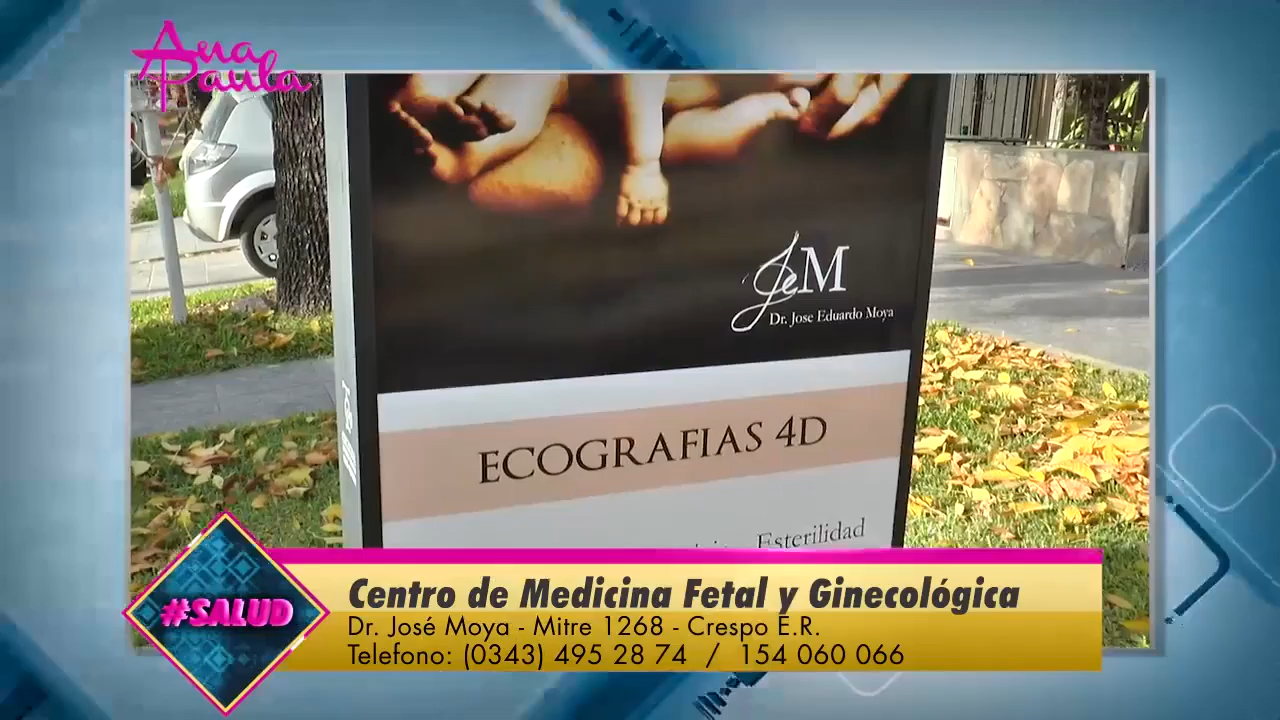 Ana
Paula
JeM
Dr. Jose Eduardo Moya
ECOGRAFIAS 4D
Esterilidad
#SALUD
Centro de Medicina Fetal y Ginecológica
Dr. José Moya - Mitre 1268 - Crespo E.R.
Telefono: (0343) 495 28 74 / 154 060 066